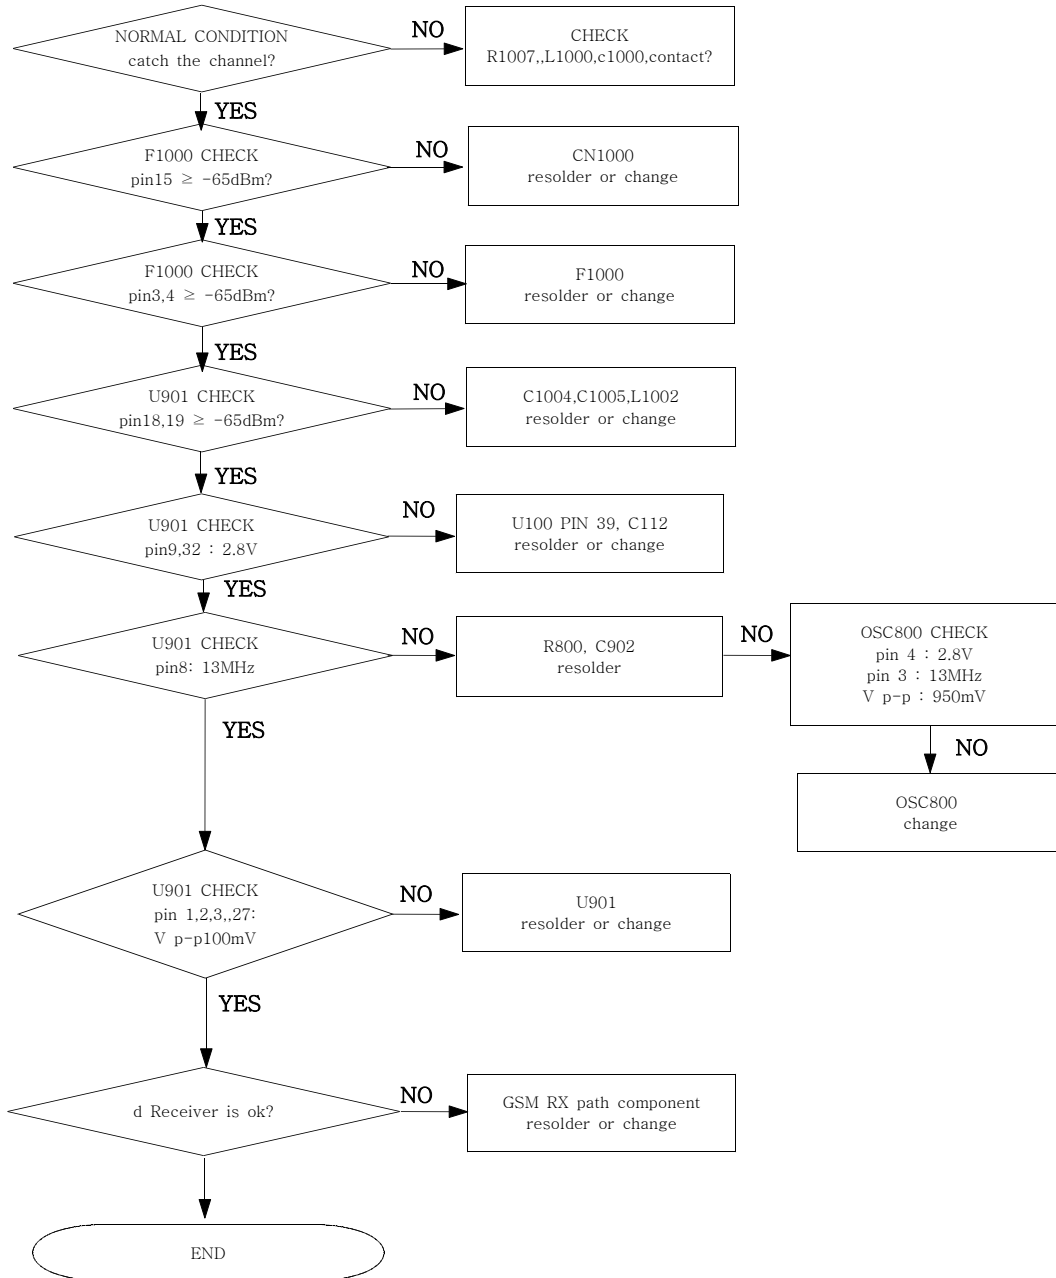 NORMAL CONDITION
catch the channel?
NO
CHECK
R1007,,L1000,c1000,contact?
YES
F1000 CHECK
pin15 ≥ -65dBm?
NO
CN1000
resolder or change
YES
F1000 CHECK
pin3,4 ≥ -65dBm?
NO
F1000
resolder or change
YES
U901 CHECK
pin18,19 ≥ -65dBm?
NO
C1004,C1005,L1002
resolder or change
YES
U901 CHECK
pin9,32 : 2.8V
NO
U100 PIN 39, C112
resolder or change
YES
U901 CHECK
pin8: 13MHz
NO
R800, C902
resolder
NO
OSC800 CHECK
pin 4 : 2.8V
pin 3 : 13MHz
V p-p : 950mV
NO
OSC800
change
YES
U901 CHECK
pin 1,2,3,,27:
V p-p100mV
NO
U901
resolder or change
YES
d Receiver is ok?
NO
GSM RX path component
resolder or change
END